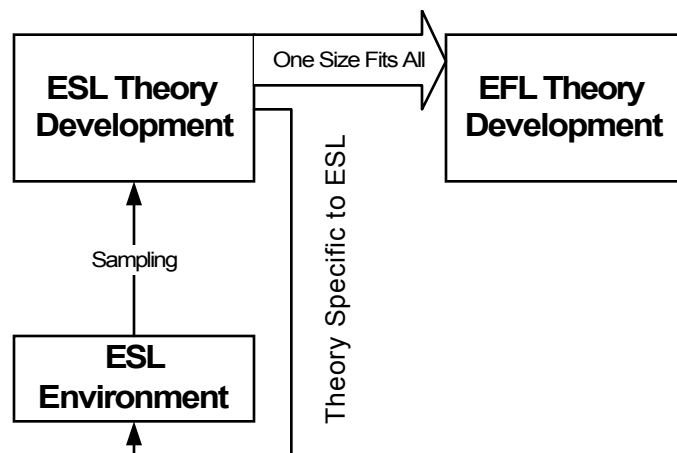 ESL Theory
Development
One Size Fits All
EFL Theory
Development
Theory Specific to ESL
Sampling
ESL
Environment